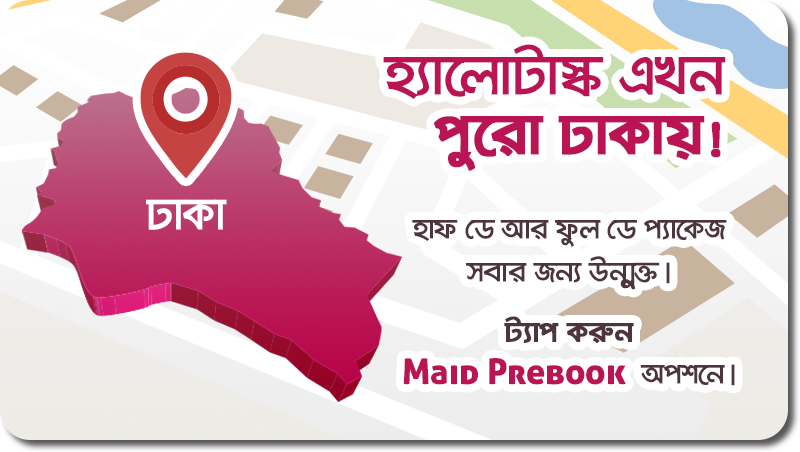 হ্যালোটাস্ক এখন
পুরো ঢাকায়!
ঢাকা
হাফ ডে আর ফুল ডে প্যাকেজ
সবার জন্য উন্মুক্ত।
ট্যাপ করুন
Maid Prebook অপশনে।